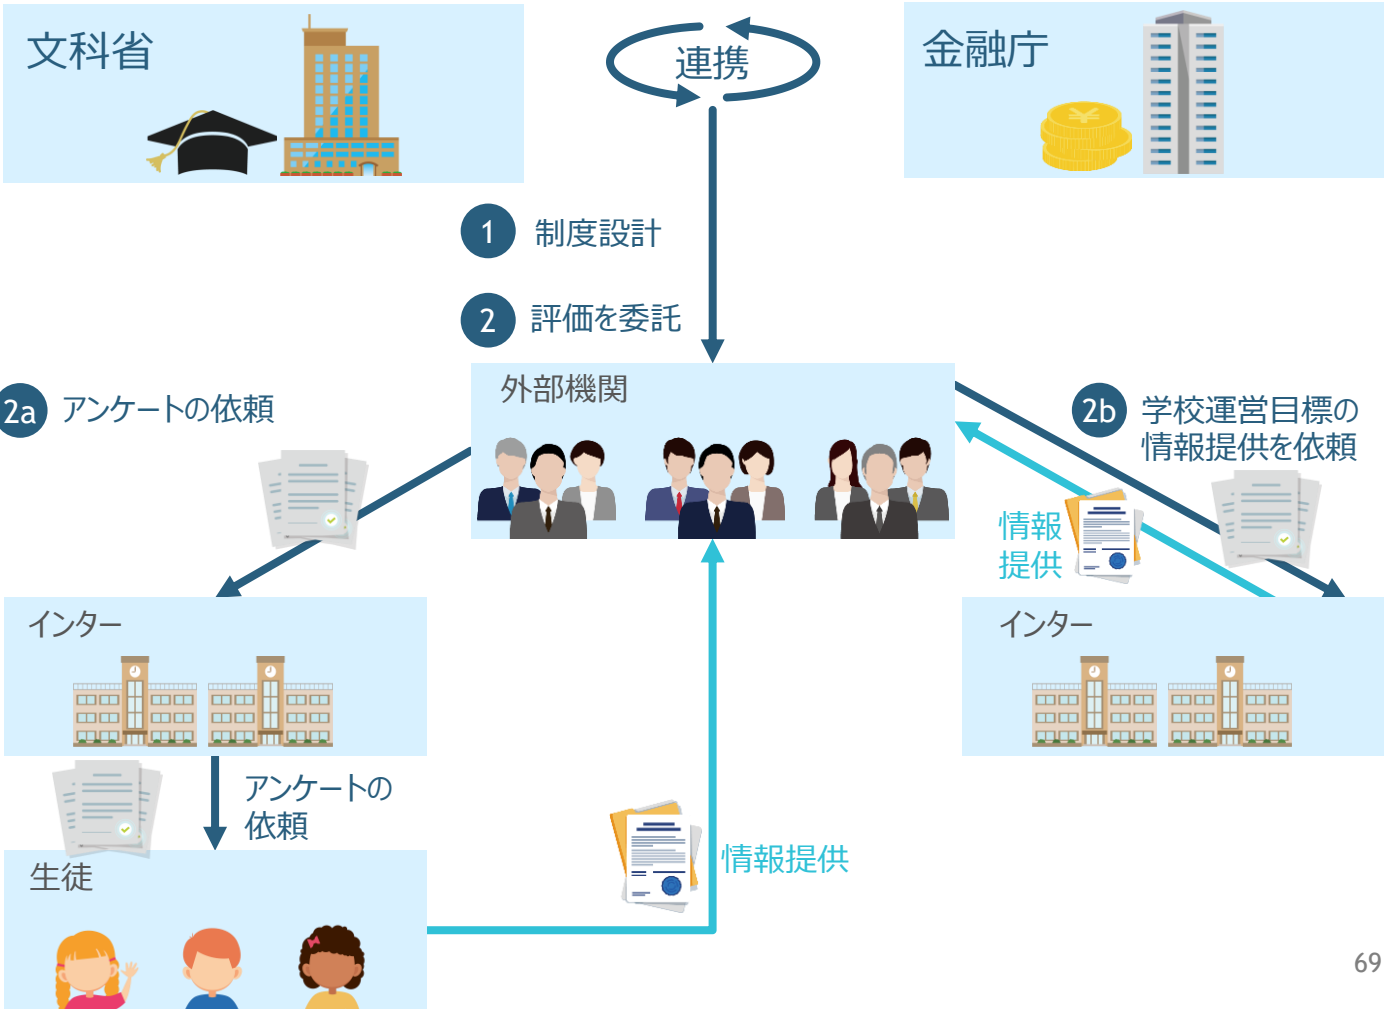 文科省
連携
金融庁
1 制度設計
2 評価を委託
外部機関
2a アンケートの依頼
2b 学校運営目標の
情報提供を依頼
情報
提供
インター
インター
アンケートの
依頼
生徒
情報提供
69